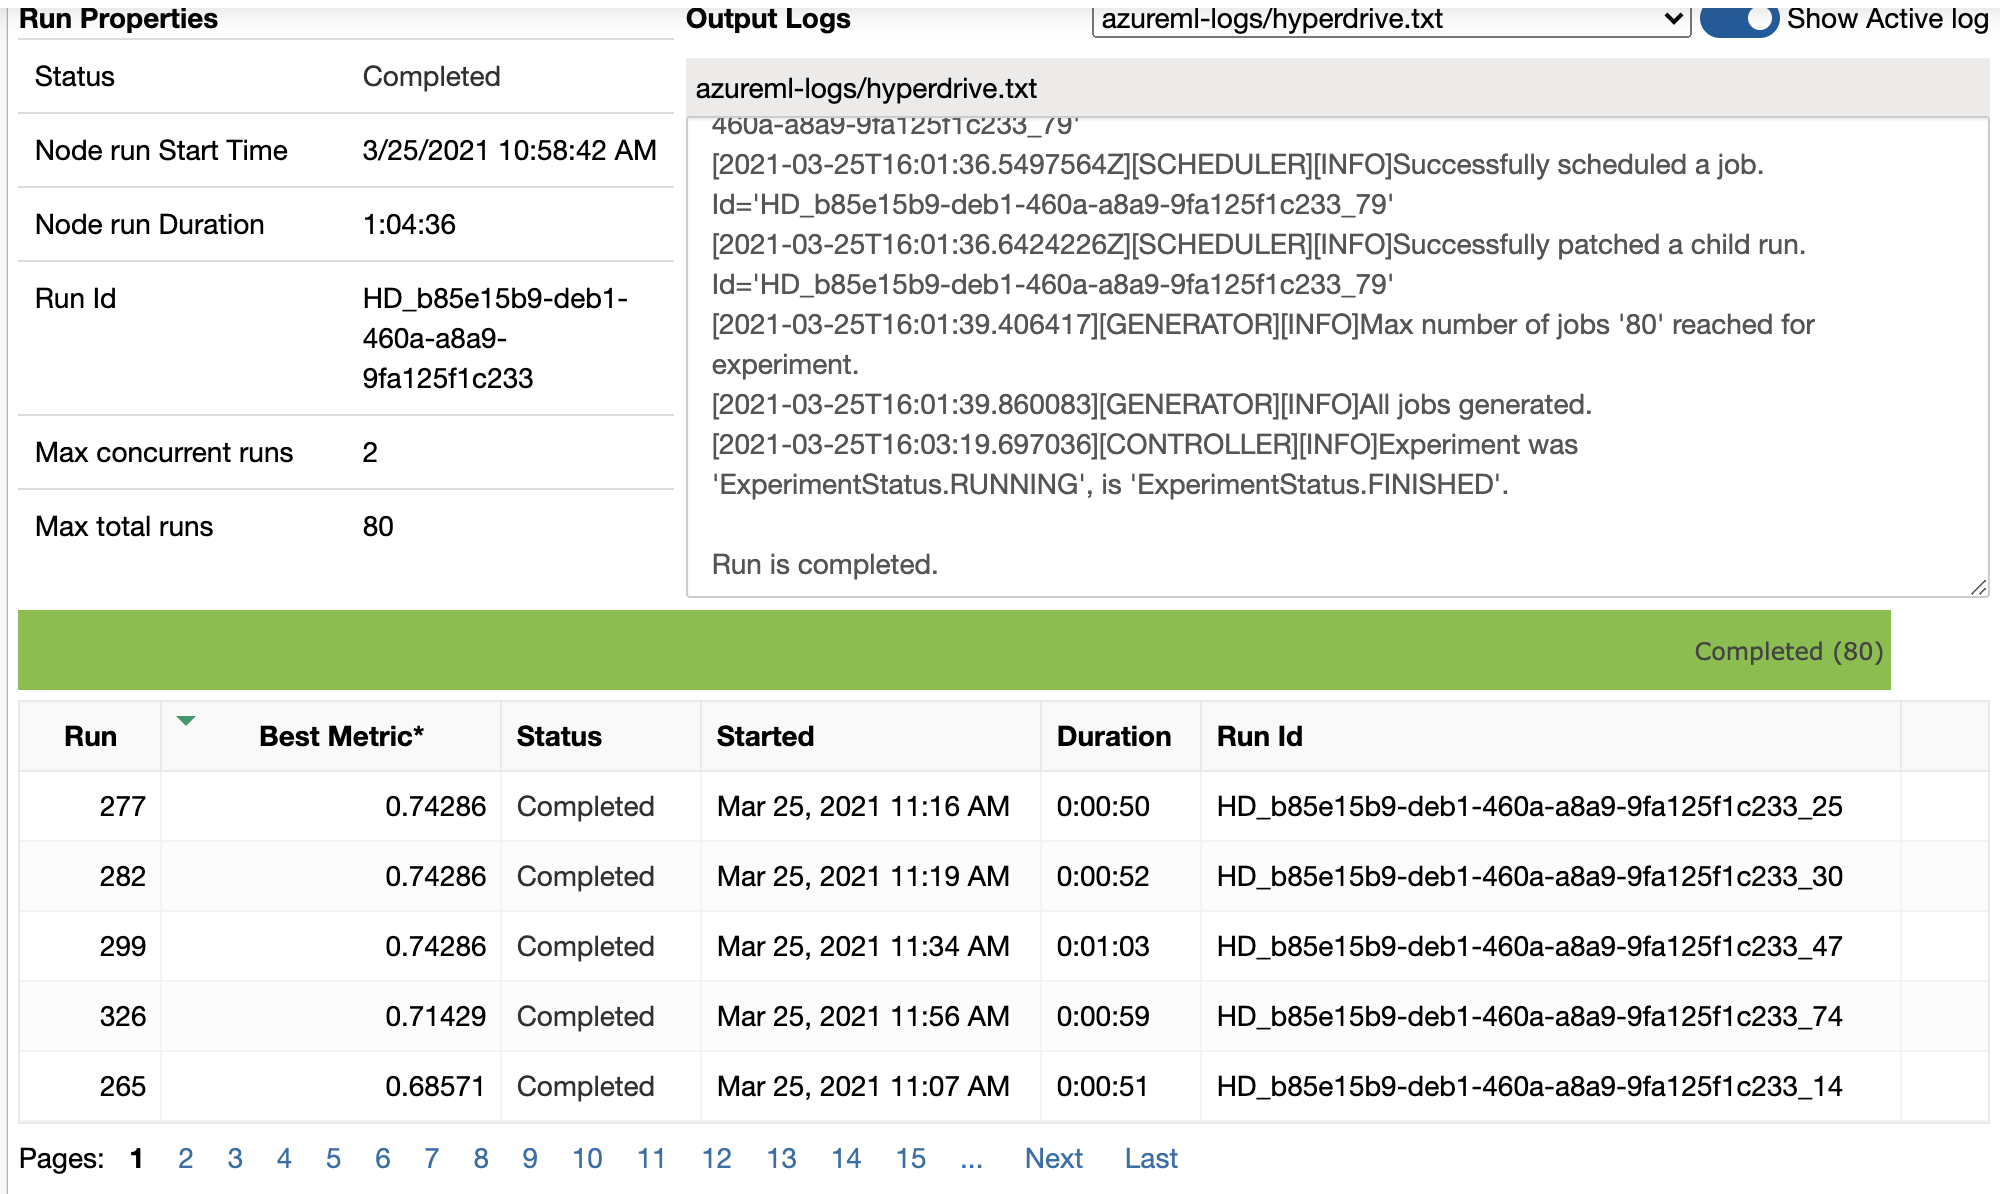 Run Properties
Status Completed
Node run Start Time 3/25/2021 10:58:42 AM
Node run Duration 1:04:36
Run Id HD_b85e15b9-deb1-
460a-a8a9-
9fa125f1c233
Max concurrent runs 2
Max total runs 80
Output Logs azureml-logs/hyperdrive.txt Show Active log
azureml-logs/hyperdrive.txt
460a-a8a9-9fa125f1c233_79'
[2021-03-25T16:01:36.5497564Z][SCHEDULER][INFO]Successfully scheduled a job.
Id='HD_b85e15b9-deb1-460a-a8a9-9fa125f1c233_79'
[2021-03-25T16:01:36.6424226Z][SCHEDULER][INFO]Successfully patched a child run.
Id='HD_b85e15b9-deb1-460a-a8a9-9fa125f1c233_79'
[2021-03-25T16:01:39.406417][GENERATOR][INFO]Max number of jobs '80' reached for
experiment.
[2021-03-25T16:01:39.860083][GENERATOR][INFO]All jobs generated.
[2021-03-25T16:03:19.697036][CONTROLLER][INFO]Experiment was
'ExperimentStatus.RUNNING', is 'ExperimentStatus.FINISHED'.
Run is completed.
Completed (80)
Run Best Metric* Status Started Duration Run Id
277 0.74286 Completed Mar 25, 2021 11:16 AM 0:00:50 HD_b85e15b9-deb1-460a-a8a9-9fa125f1c233_25
282 0.74286 Completed Mar 25, 2021 11:19 AM 0:00:52 HD_b85e15b9-deb1-460a-a8a9-9fa125f1c233_30
299 0.74286 Completed Mar 25, 2021 11:34 AM 0:01:03 HD_b85e15b9-deb1-460a-a8a9-9fa125f1c233_47
326 0.71429 Completed Mar 25, 2021 11:56 AM 0:00:59 HD_b85e15b9-deb1-460a-a8a9-9fa125f1c233_74
265 0.68571 Completed Mar 25, 2021 11:07 AM 0:00:51 HD_b85e15b9-deb1-460a-a8a9-9fa125f1c233_14
Pages: 1 2 3 4 5 6 7 8 9 10 11 12 13 14 15 ... Next Last